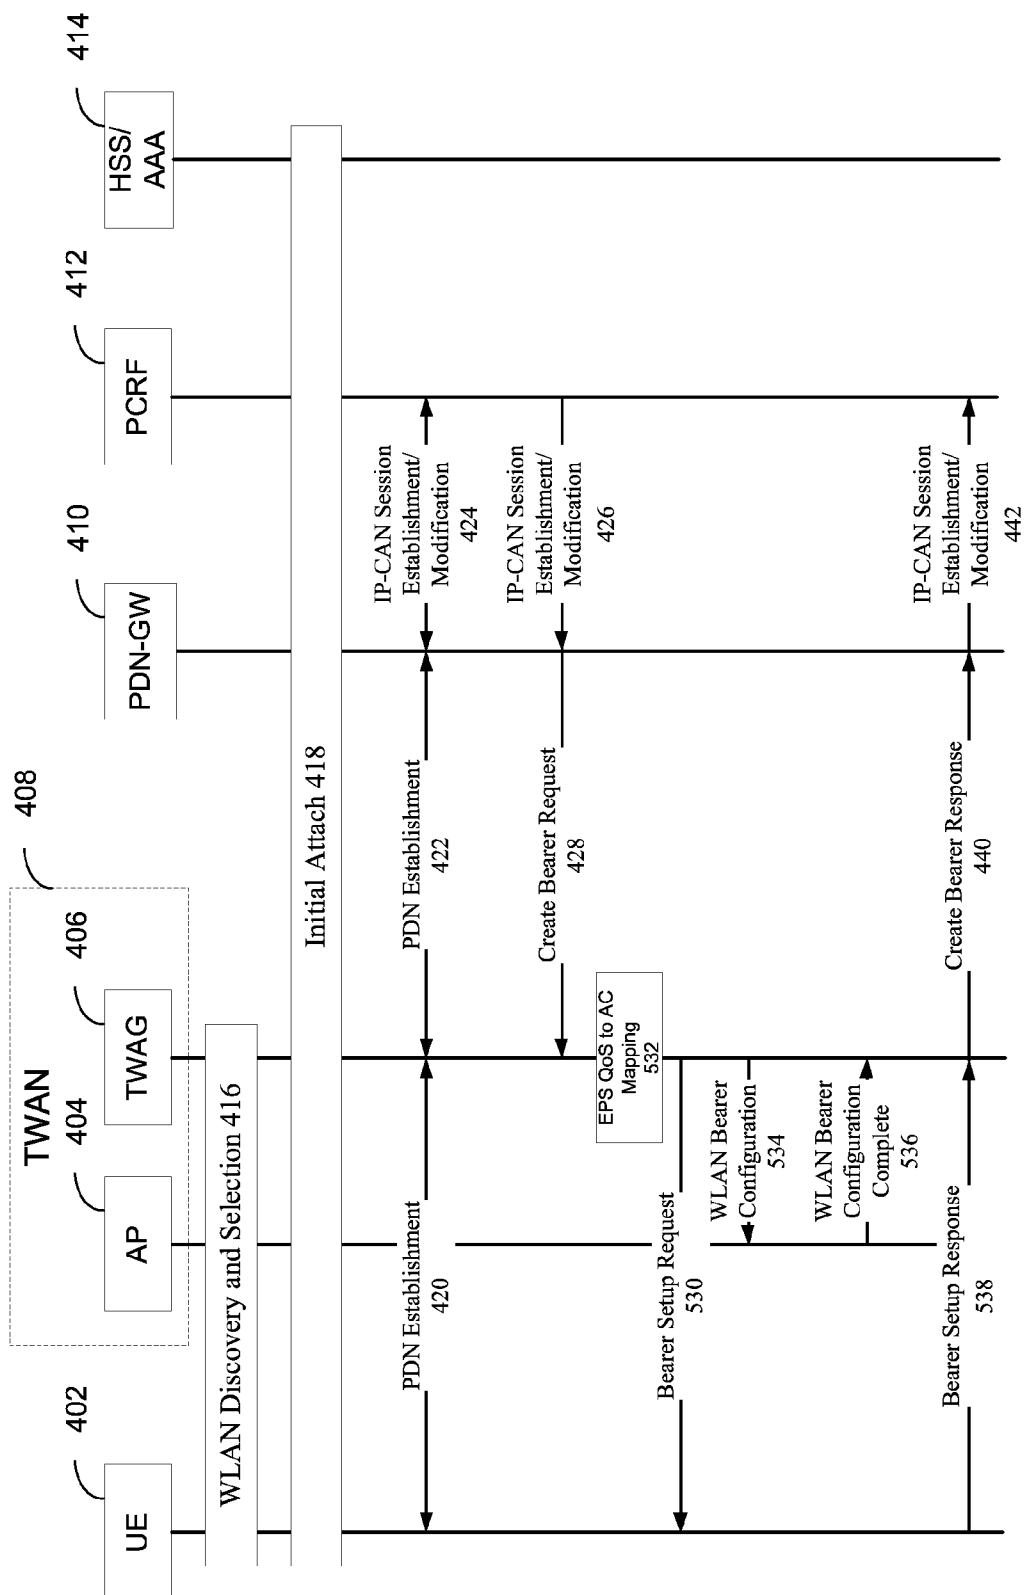 408
TWAN
402
404
406
410
412
414
UE
AP
TWAG
PDN-GW
PCRF
HSS/
AAA
WLAN Discovery and Selection 416
Initial Attach 418
PDN Establishment
420
PDN Establishment
422
IP-CAN Session
Establishment/
Modification
424
IP-CAN Session
Establishment/
Modification
426
Create Bearer Request
428
EPS QoS to AC
Mapping
532
Bearer Setup Request
530
WLAN Bearer
Configuration
534
WLAN Bearer
Configuration
Complete
536
Bearer Setup Response
538
Create Bearer Response
440
IP-CAN Session
Establishment/
Modification
442